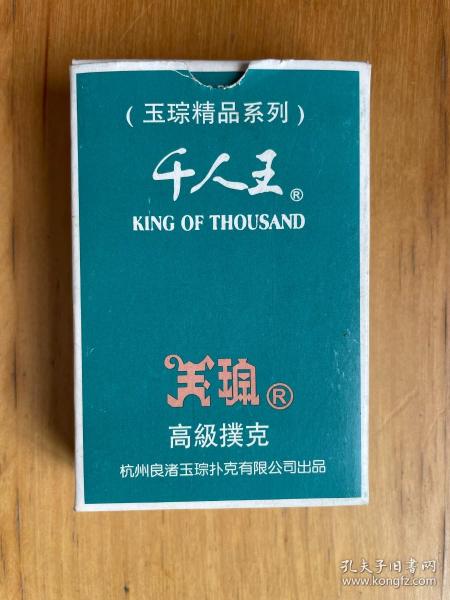 （玉琮精品系列）
千人王®
KING OF THOUSAND
玉琮®
高級撲克
杭州良渚玉琮扑克有限公司出品
孔夫子旧书网
www.kongfz.com